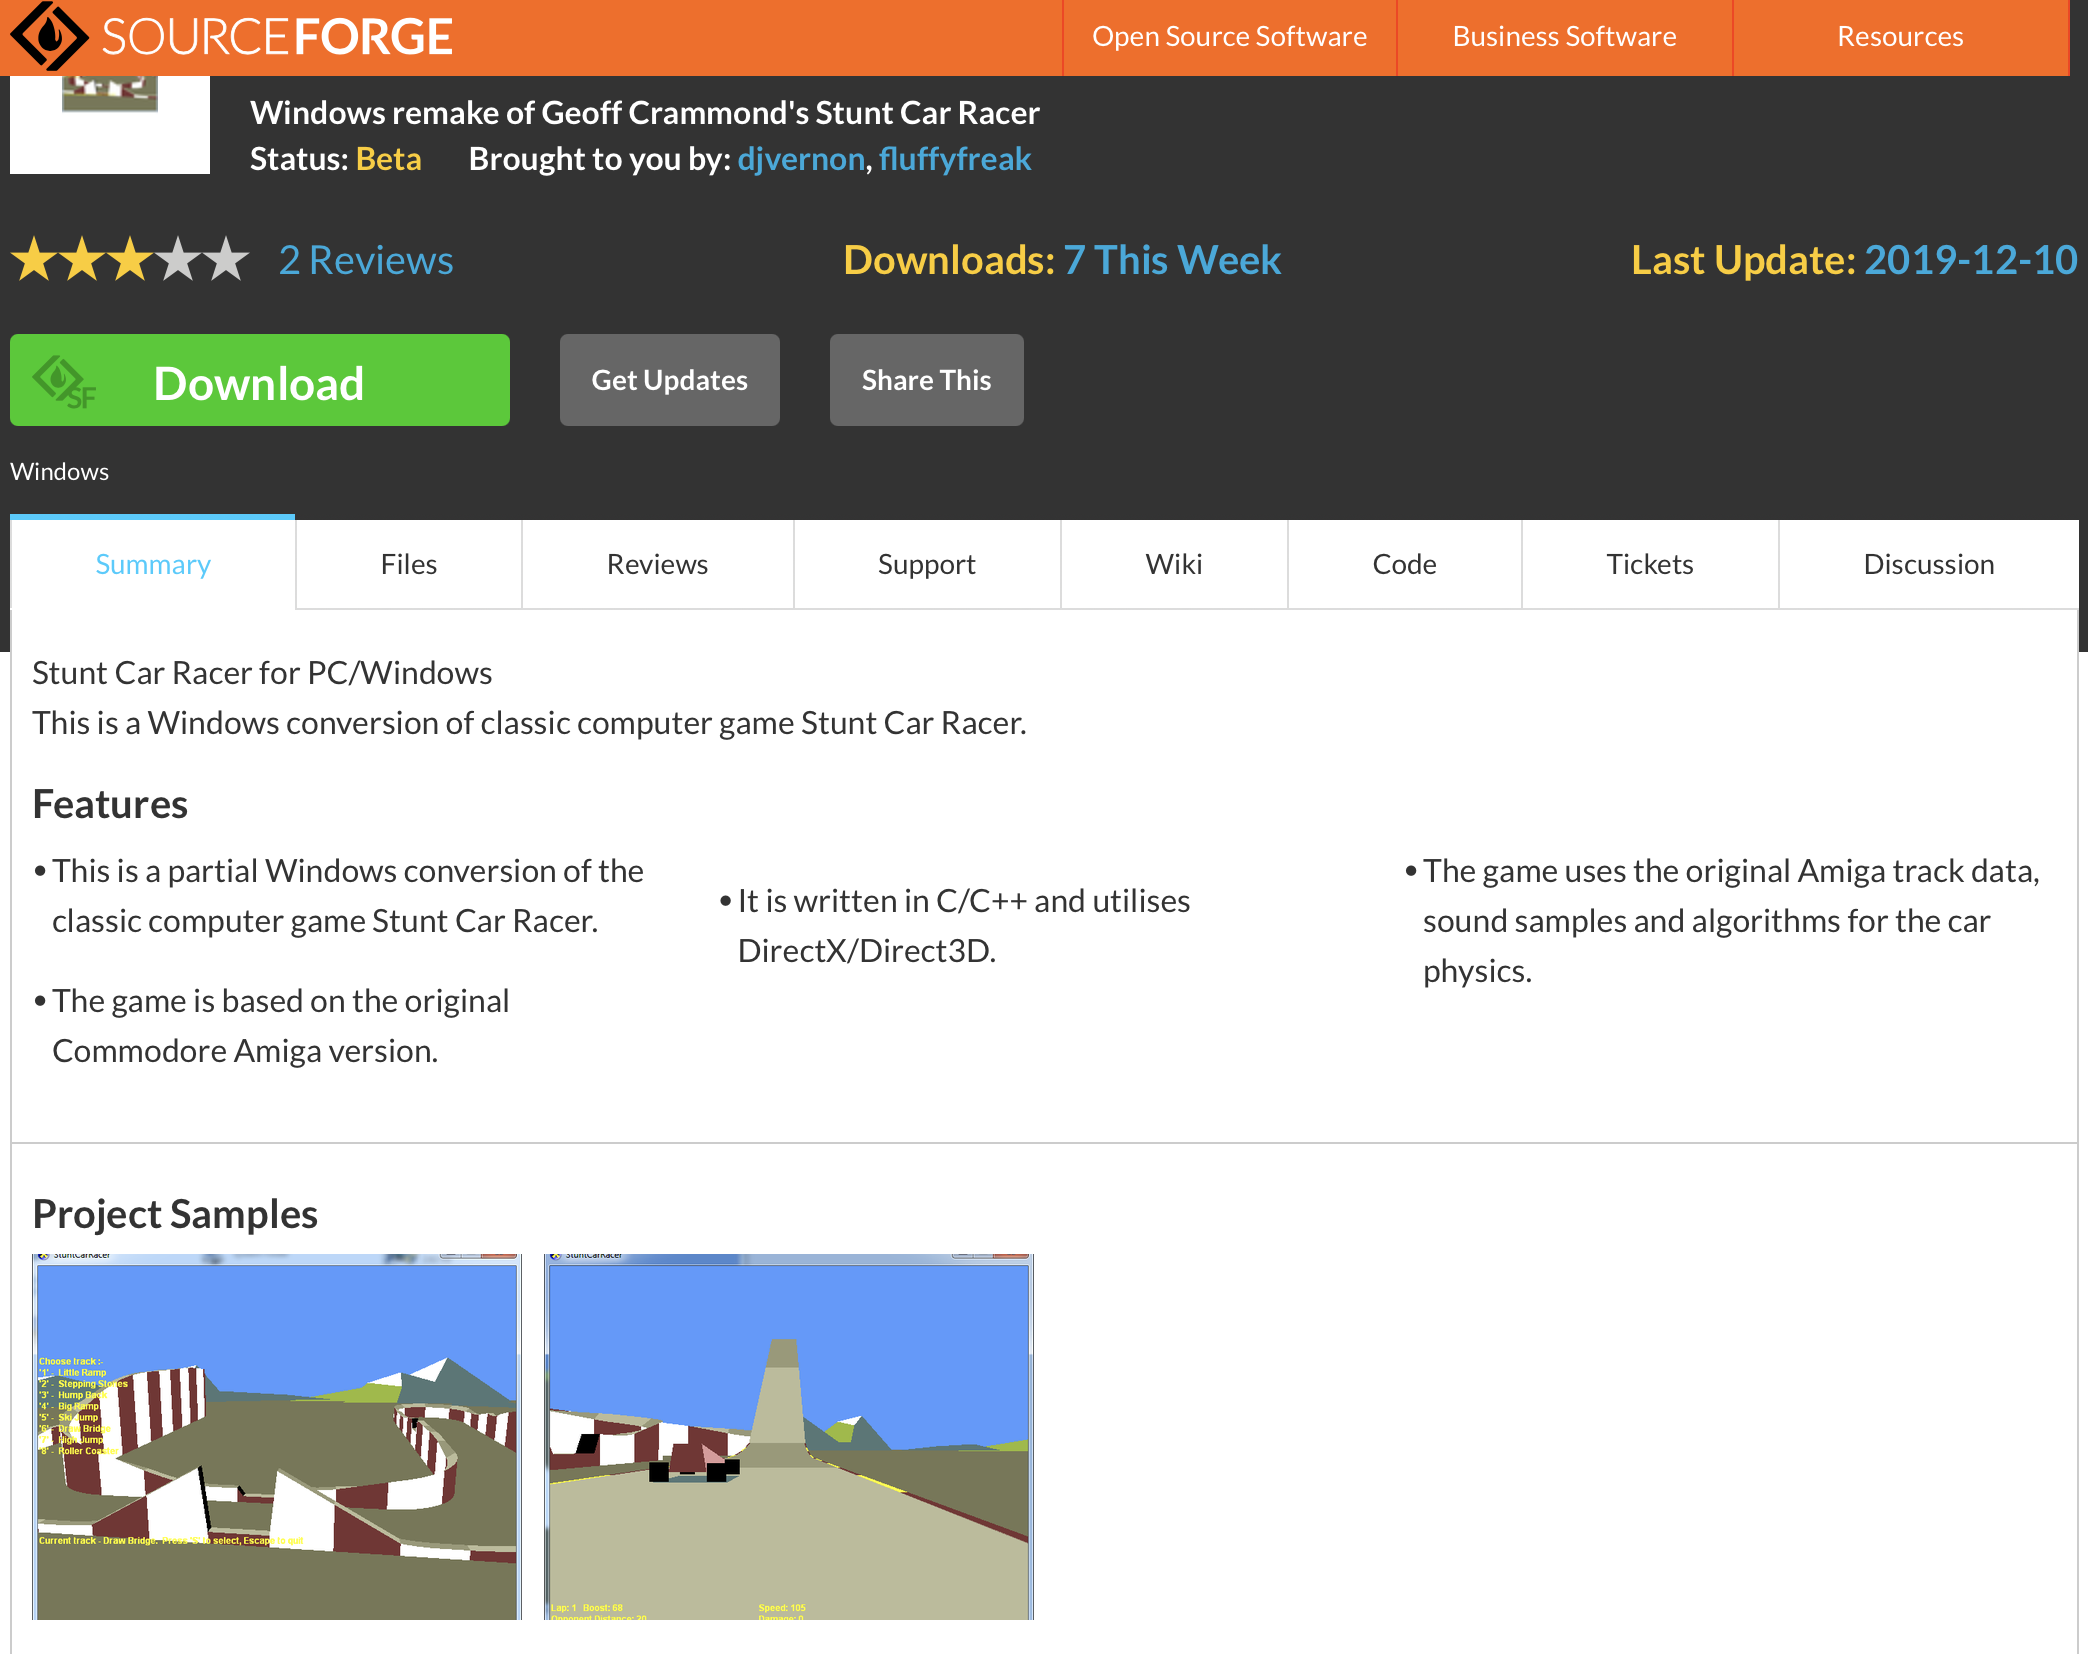 SOURCEFORGE
Open Source Software
Business Software
Resources
Windows remake of Geoff Crammond's Stunt Car Racer
Status: Beta Brought to you by: djvernon, fluffyfreak
2 Reviews
Downloads: 7 This Week
Last Update: 2019-12-10
SF
Download
Get Updates
Share This
Windows
Summary
Files
Reviews
Support
Wiki
Code
Tickets
Discussion
Stunt Car Racer for PC/Windows
This is a Windows conversion of classic computer game Stunt Car Racer.
Features
• This is a partial Windows conversion of the
classic computer game Stunt Car Racer.
• The game is based on the original
Commodore Amiga version.
• It is written in C/C++ and utilises
DirectX/Direct3D.
• The game uses the original Amiga track data,
sound samples and algorithms for the car
physics.
Project Samples
StuntCarRacer
Choose track :-
'1' - Little Ramp
'2' - Stepping Stones
'3' - Hump Back
'4' - Big Ramp
'5' - Ski Jump
'6' - Draw Bridge
'7' - High Jump
'8' - Roller Coaster
Current track - Draw Bridge. Press 'S' to select, Escape to quit
StuntCarRacer
Lap: 1 Boost: 68
Opponent Distance: 30
Speed: 105
Damage: 0